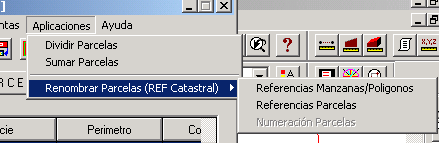 Aplicaciones Ayuda
Dividir Parcelas
Sumar Parcelas
Renombrar Parcelas (REF Catastral)
Referencias Manzanas/Poligonos
Referencias Parcelas
Numeración Parcelas
Perimetro